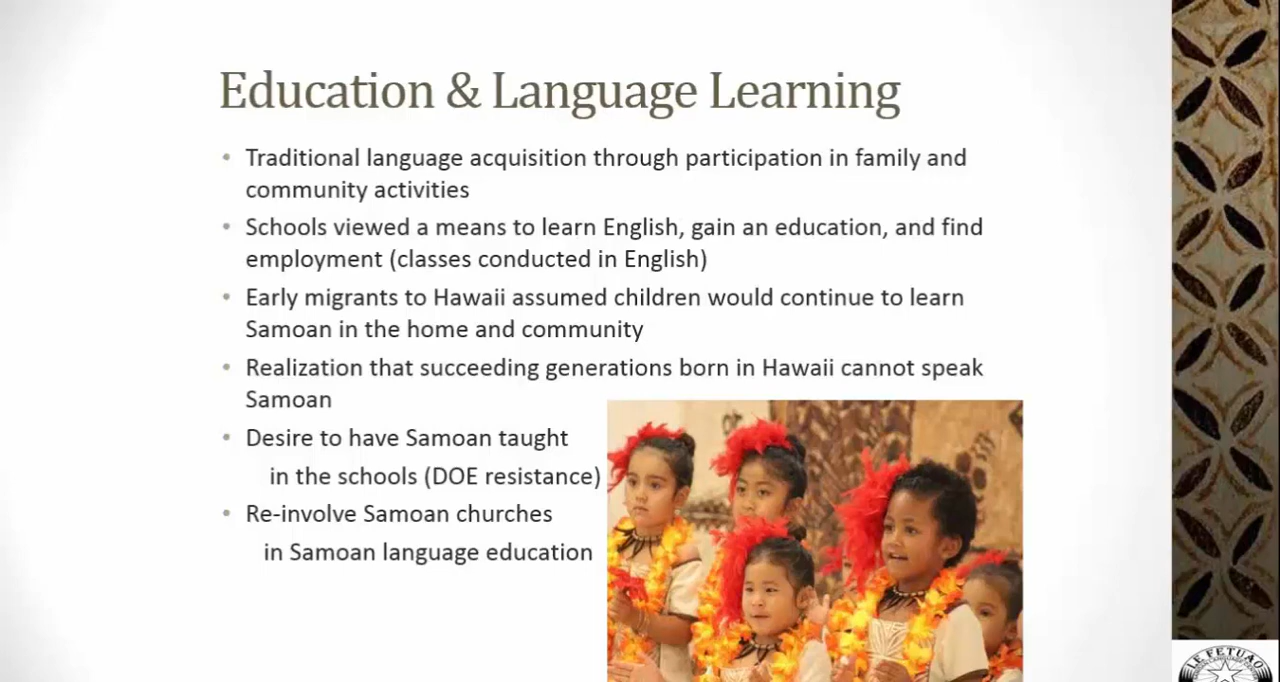 Education & Language Learning
• Traditional language acquisition through participation in family and
community activities
• Schools viewed a means to learn English, gain an education, and find
employment (classes conducted in English)
• Early migrants to Hawaii assumed children would continue to learn
Samoan in the home and community
• Realization that succeeding generations born in Hawaii cannot speak
Samoan
• Desire to have Samoan taught
in the schools (DOE resistance)
• Re-involve Samoan churches
in Samoan language education
LE FETUAO